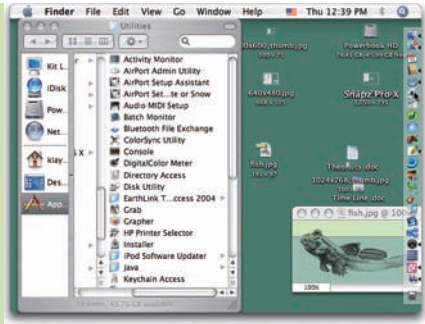 Finder File Edit View Go Window Help Thu 12:39 PM
Utilities
Kit L...
iDisk
Pow...
Net...
klay...
Des...
App...
S X
Activity Monitor
AirPort Admin Utility
AirPort Setup Assistant
AirPort Set...te or Snow
Audio MIDI Setup
Batch Monitor
Bluetooth File Exchange
ColorSync Utility
Console
DigitalColor Meter
Directory Access
Disk Utility
EarthLink T...ccess 2004
Grab
Grapher
HP Printer Selector
Installer
iPod Software Updater
Java
Keychain Access
00x600_thumb.jpg
Powerbook HD
640x480.jpg
Snapz Pro X
fish.jpg
1024x768_thumb.jpg
Time Line.doc
fish.jpg @ 100
100%